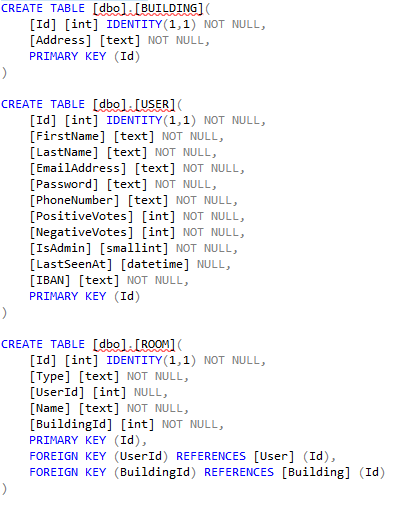 CREATE TABLE [dbo].[BUILDING](
[Id] [int] IDENTITY(1,1) NOT NULL,
[Address] [text] NOT NULL,
PRIMARY KEY (Id)
)
CREATE TABLE [dbo].[USER](
[Id] [int] IDENTITY(1,1) NOT NULL,
[FirstName] [text] NOT NULL,
[LastName] [text] NOT NULL,
[EmailAddress] [text] NOT NULL,
[Password] [text] NOT NULL,
[PhoneNumber] [text] NOT NULL,
[PositiveVotes] [int] NOT NULL,
[NegativeVotes] [int] NOT NULL,
[IsAdmin] [smallint] NOT NULL,
[LastSeenAt] [datetime] NULL,
[IBAN] [text] NOT NULL,
PRIMARY KEY (Id)
)
CREATE TABLE [dbo].[ROOM](
[Id] [int] IDENTITY(1,1) NOT NULL,
[Type] [text] NOT NULL,
[UserId] [int] NULL,
[Name] [text] NOT NULL,
[BuildingId] [int] NOT NULL,
PRIMARY KEY (Id),
FOREIGN KEY (UserId) REFERENCES [User] (Id),
FOREIGN KEY (BuildingId) REFERENCES [Building] (Id)
)